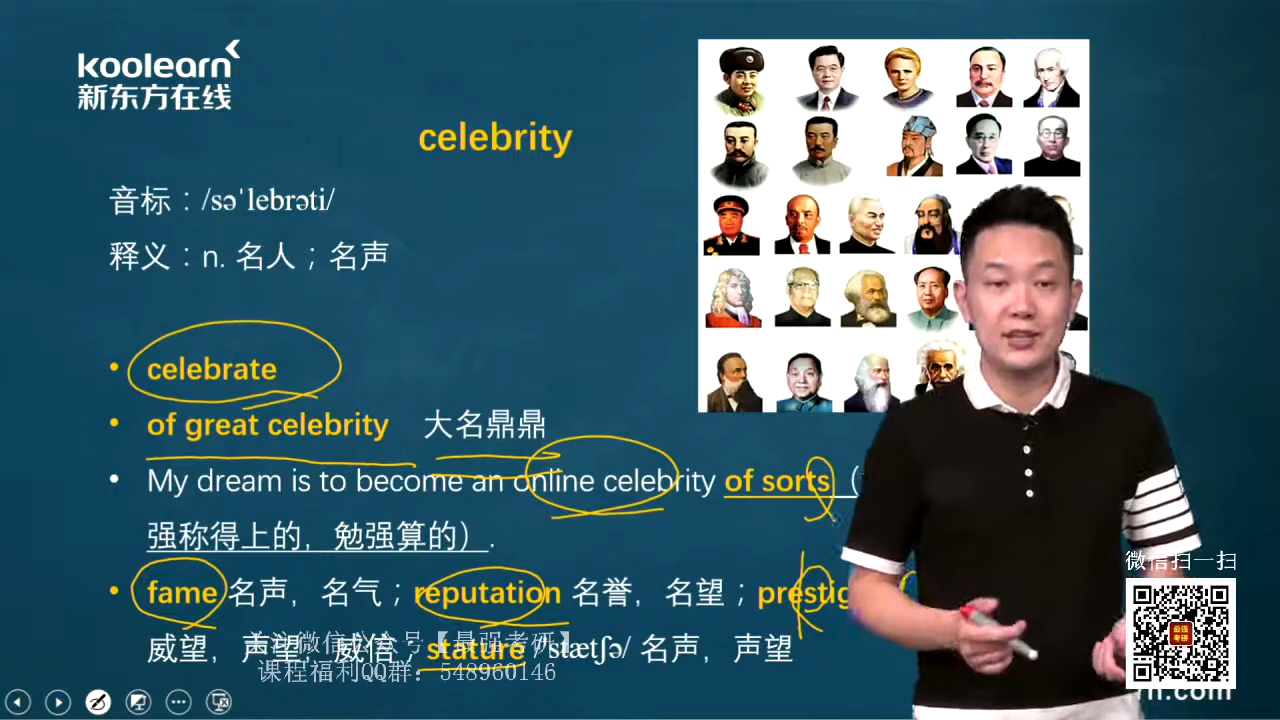 koolearn
新东方在线
celebrity
音标：/səˈlebrəti/
释义：n. 名人；名声
• celebrate
• of great celebrity 大名鼎鼎
• My dream is to become an online celebrity of sorts（
强称得上的，勉强算的）.
• fame 名声，名气；reputation 名誉，名望；
威望，声望，威信；stature /ˈstætʃə/ 名声，声望
关注微信公众号【最强考研】
课程福利QQ群：548960146
微信扫一扫
最强
考研